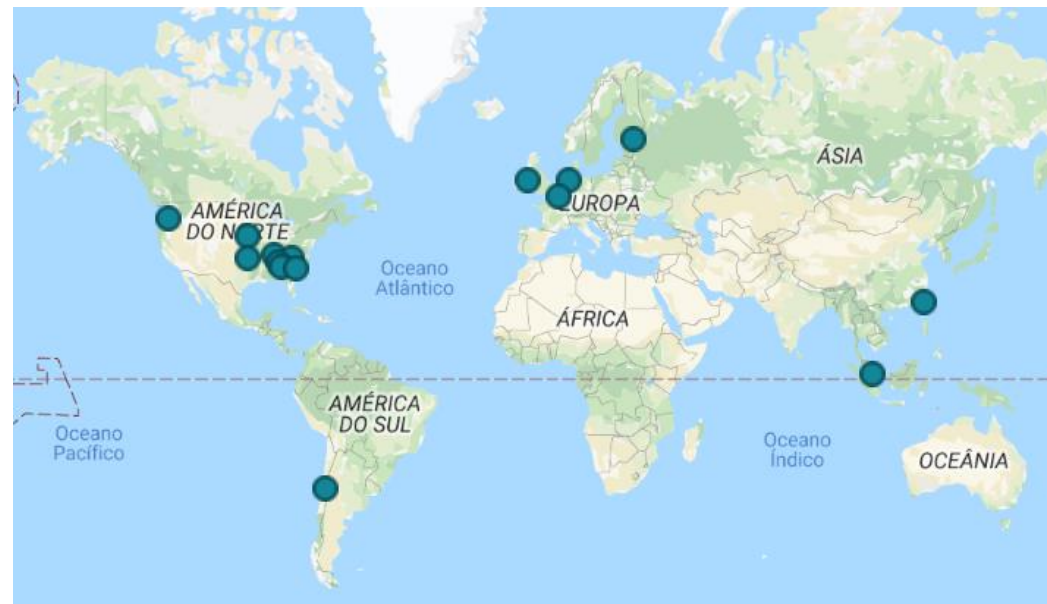 ÁSIA
AMÉRICA
DO NORTE
EUROPA
Oceano
Atlântico
ÁFRICA
AMÉRICA
DO SUL
Oceano
Pacífico
Oceano
Índico
OCEÂNIA